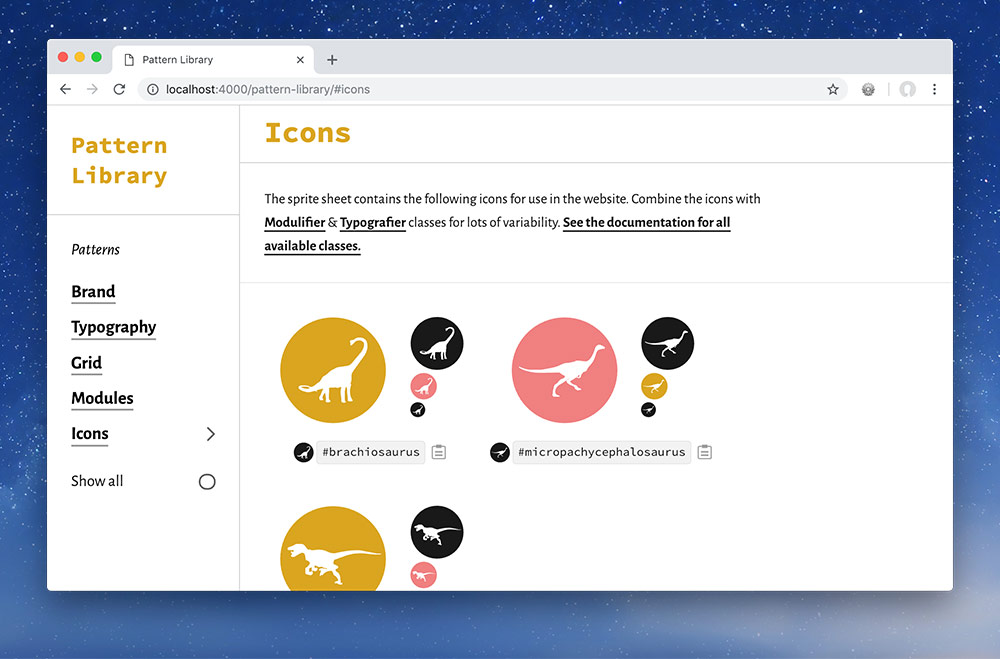 Pattern Library
localhost:4000/pattern-library/#icons
Pattern
Library
Patterns
Brand
Typography
Grid
Modules
Icons
Show all
Icons
The sprite sheet contains the following icons for use in the website. Combine the icons with
Modulifier & Typografier classes for lots of variability. See the documentation for all
available classes.
#brachiosaurus
#micropachycephalosaurus